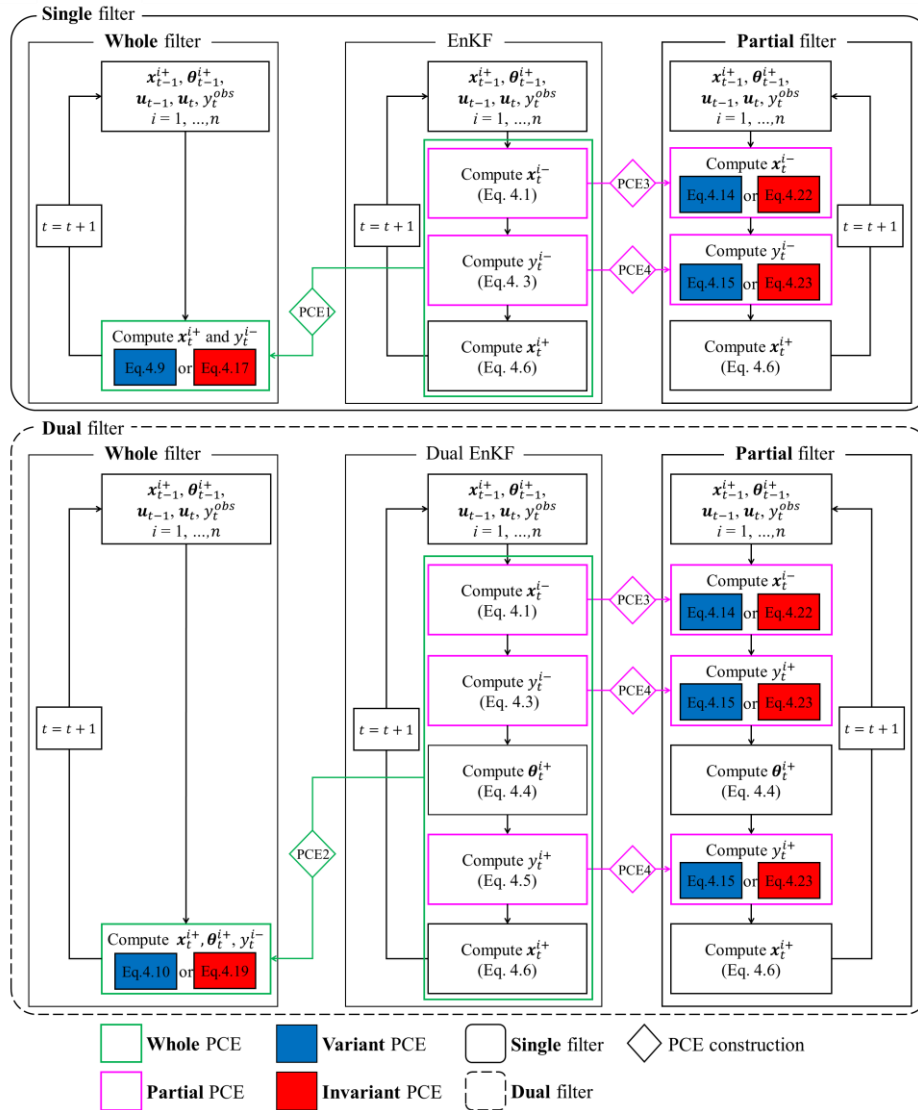 Single filter
Whole filter
x_{t-1}^{i+}, θ_{t-1}^{i+},
u_{t-1}, u_t, y_t^{obs}
i = 1, ...,n
t = t + 1
Compute x_t^{i+} and y_t^{i-}
Eq.4.9 or Eq.4.17
PCE1
EnKF
x_{t-1}^{i+}, θ_{t-1}^{i+},
u_{t-1}, u_t, y_t^{obs}
i = 1, ...,n
Compute x_t^{i-}
(Eq. 4.1)
t = t + 1
Compute y_t^{i-}
(Eq.4. 3)
Compute x_t^{i+}
(Eq.4.6)
PCE3
PCE4
Partial filter
x_{t-1}^{i+}, θ_{t-1}^{i+},
u_{t-1}, u_t, y_t^{obs}
i = 1, ...,n
Compute x_t^{i-}
Eq.4.14 or Eq.4.22
t = t + 1
Compute y_t^{i-}
Eq.4.15 or Eq.4.23
Compute x_t^{i+}
(Eq.4.6)
Dual filter
Whole filter
x_{t-1}^{i+}, θ_{t-1}^{i+},
u_{t-1}, u_t, y_t^{obs}
i = 1, ...,n
t = t + 1
Compute x_t^{i+}, θ_t^{i+}, y_t^{i-}
Eq.4.10 or Eq.4.19
PCE2
Dual EnKF
x_{t-1}^{i+}, θ_{t-1}^{i+},
u_{t-1}, u_t, y_t^{obs}
i = 1, ...,n
Compute x_t^{i-}
(Eq. 4.1)
Compute y_t^{i-}
(Eq.4.3)
t = t + 1
Compute θ_t^{i+}
(Eq. 4.4)
Compute y_t^{i+}
(Eq. 4.5)
Compute x_t^{i+}
(Eq.4.6)
PCE3
PCE4
PCE4
Partial filter
x_{t-1}^{i+}, θ_{t-1}^{i+},
u_{t-1}, u_t, y_t^{obs}
i = 1, ...,n
Compute x_t^{i-}
Eq.4.14 or Eq.4.22
Compute y_t^{i+}
Eq.4.15 or Eq.4.23
t = t + 1
Compute θ_t^{i+}
(Eq.4.4)
Compute y_t^{i+}
Eq.4.15 or Eq.4.23
Compute x_t^{i+}
(Eq.4.6)
Whole PCE
Variant PCE
Single filter
PCE construction
Partial PCE
Invariant PCE
Dual filter